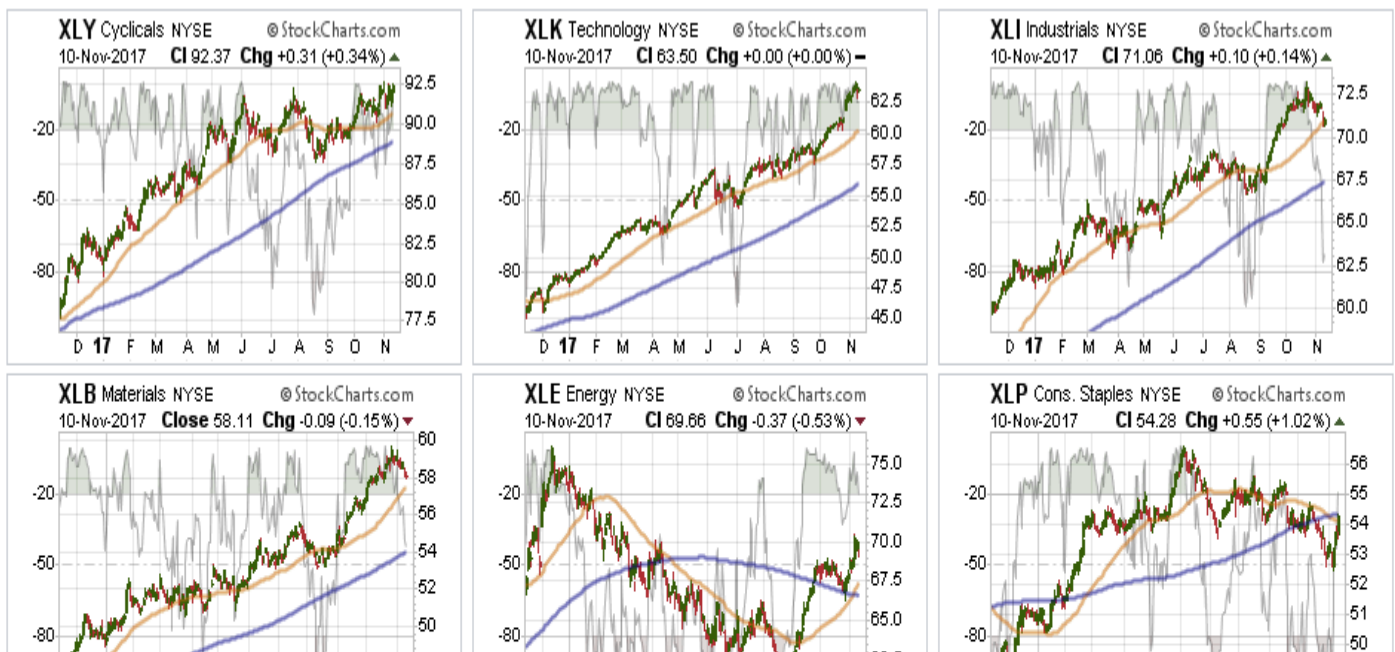 XLY Cyclicals NYSE © StockCharts.com
10-Nov-2017 Cl 92.37 Chg +0.31 (+0.34%)
92.5
-20 90.0
87.5
-50 85.0
82.5
-80 80.0
77.5
D 17 F M A M J J A S O N
XLK Technology NYSE © StockCharts.com
10-Nov-2017 Cl 63.50 Chg +0.00 (+0.00%)
62.5
-20 60.0
57.5
-50 55.0
52.5
50.0
-80 47.5
45.0
D 17 F M A M J J A S O N
XLI Industrials NYSE © StockCharts.com
10-Nov-2017 Cl 71.06 Chg +0.10 (+0.14%)
72.5
-20 70.0
67.5
-50 65.0
-80 62.5
60.0
D 17 F M A M J J A S O N
XLB Materials NYSE © StockCharts.com
10-Nov-2017 Close 58.11 Chg -0.09 (-0.15%)
60
58
-20 56
54
-50 52
-80 50
XLE Energy NYSE © StockCharts.com
10-Nov-2017 Cl 69.66 Chg -0.37 (-0.53%)
75.0
-20 72.5
70.0
-50 67.5
-80 65.0
XLP Cons. Staples NYSE © StockCharts.com
10-Nov-2017 Cl 54.28 Chg +0.55 (+1.02%)
56
-20 55
54
53
-50 52
51
-80 50